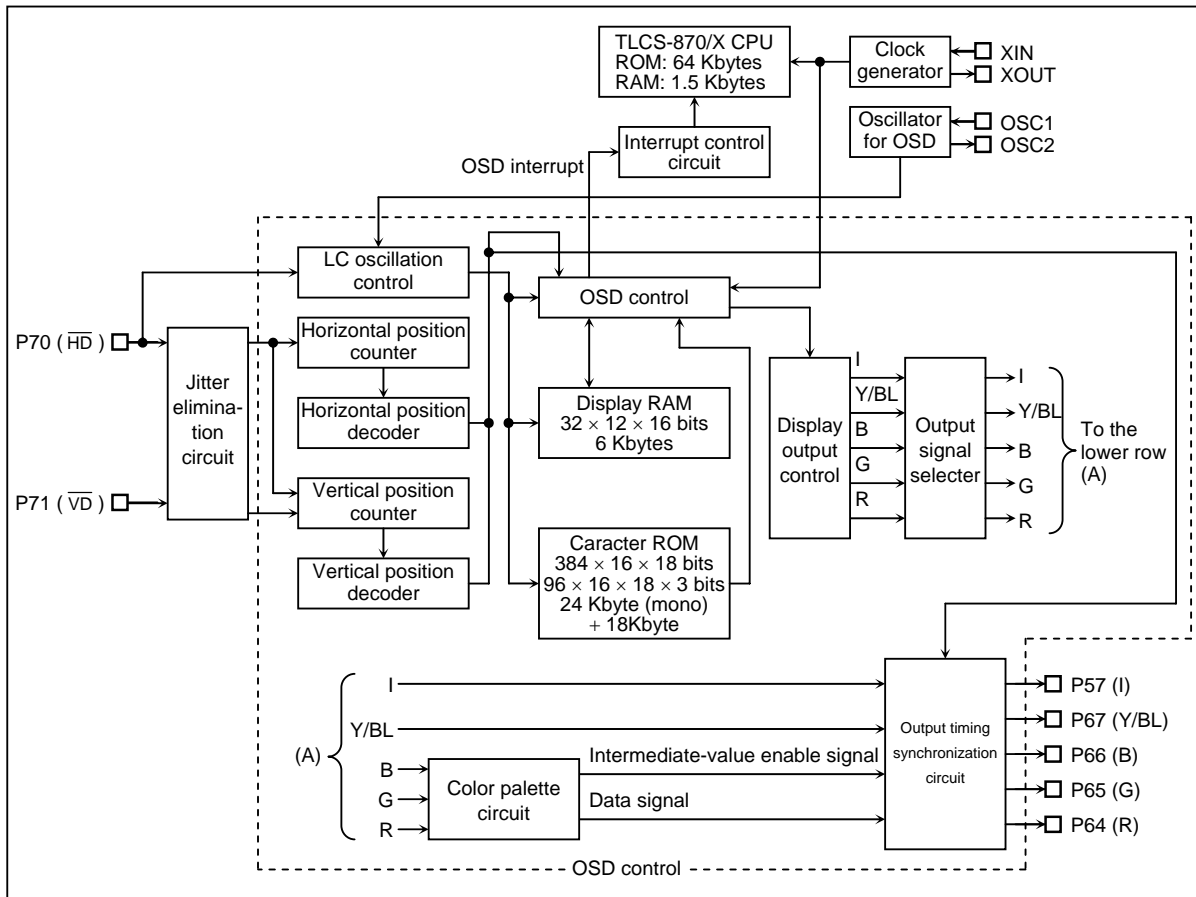 TLCS-870/X CPU
ROM: 64 Kbytes
RAM: 1.5 Kbytes
Clock
generator
XIN
XOUT
Oscillator
for OSD
OSC1
OSC2
Interrupt control
circuit
OSD interrupt
LC oscillation
control
OSD control
P70 (HD)
Jitter
elimina-
tion
circuit
P71 (VD)
Horizontal position
counter
Horizontal position
decoder
Vertical position
counter
Vertical position
decoder
Display RAM
32 × 12 × 16 bits
6 Kbytes
Caracter ROM
384 × 16 × 18 bits
96 × 16 × 18 × 3 bits
24 Kbyte (mono)
+ 18Kbyte
Display
output
control
I
Y/BL
B
G
R
Output
signal
selecter
I
Y/BL
B
G
R
To the
lower row
(A)
(A)
I
Y/BL
B
G
R
Color palette
circuit
Intermediate-value enable signal
Data signal
Output timing
synchronization
circuit
P57 (I)
P67 (Y/BL)
P66 (B)
P65 (G)
P64 (R)
OSD control